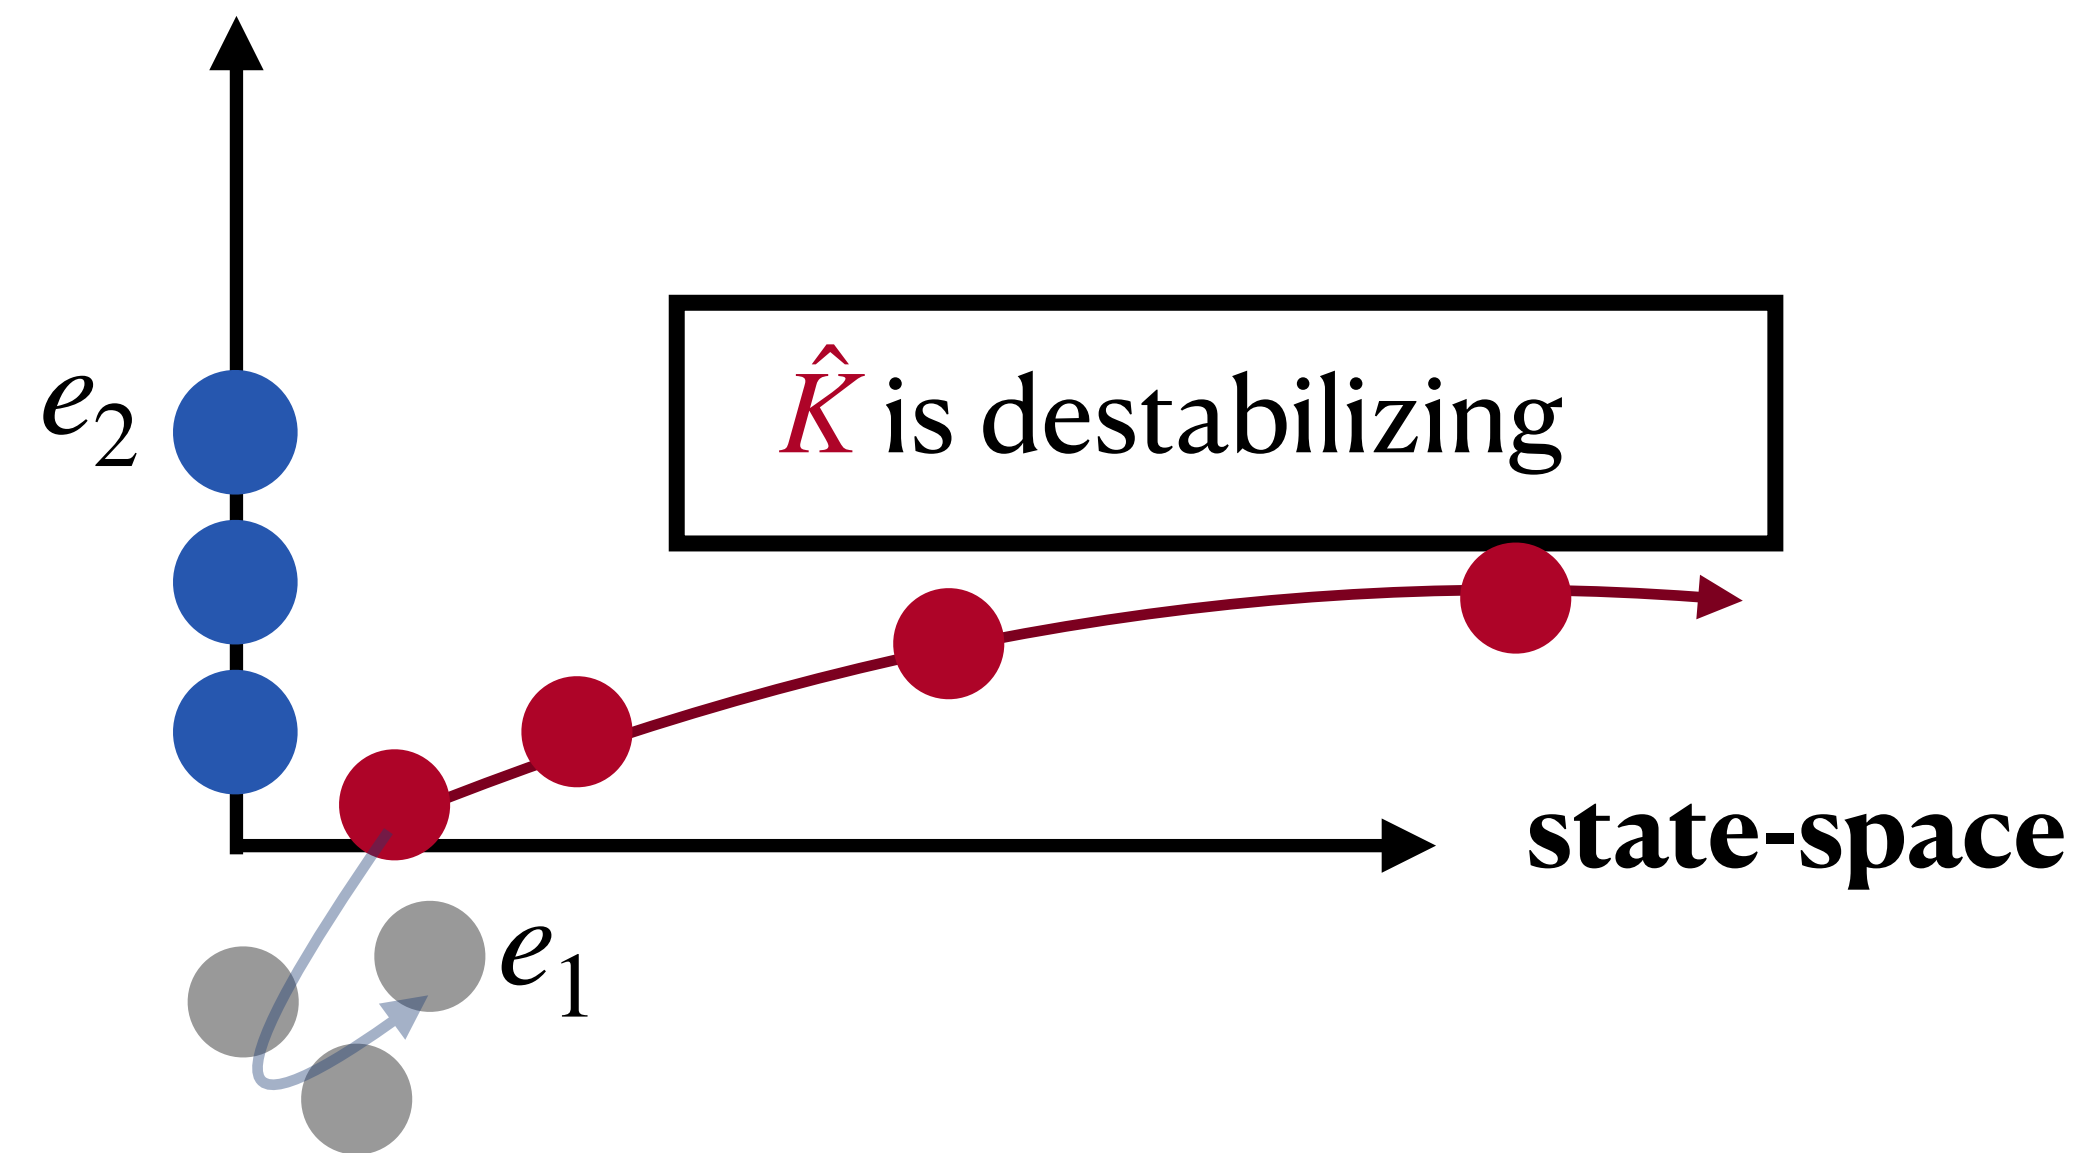 e₂
K̂ is destabilizing
state-space
e₁